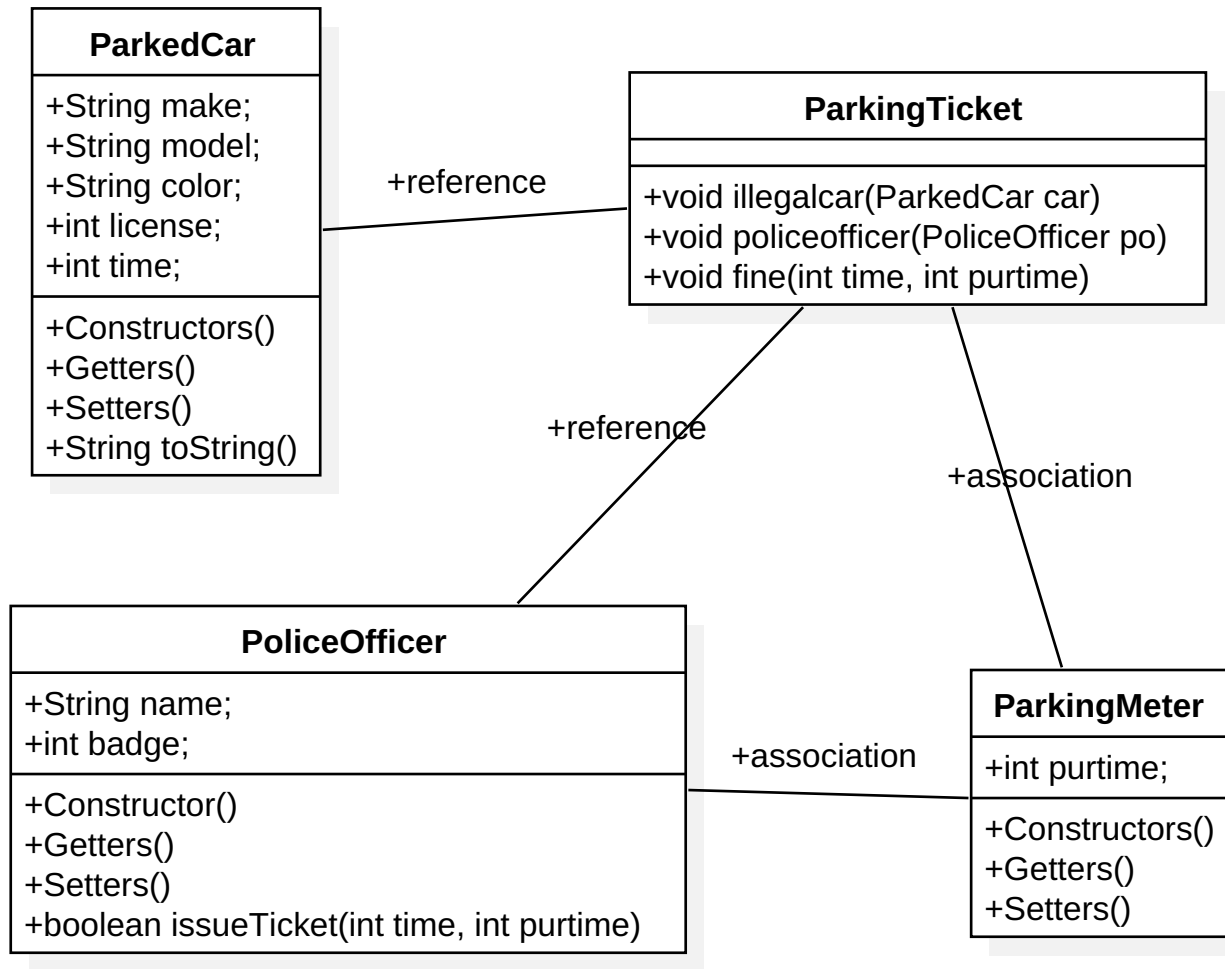 ParkedCar
+String make;
+String model;
+String color;
+int license;
+int time;
+Constructors()
+Getters()
+Setters()
+String toString()
+reference
ParkingTicket
+void illegalcar(ParkedCar car)
+void policeofficer(PoliceOfficer po)
+void fine(int time, int purtime)
+reference
+association
PoliceOfficer
+String name;
+int badge;
+Constructor()
+Getters()
+Setters()
+boolean issueTicket(int time, int purtime)
+association
ParkingMeter
+int purtime;
+Constructors()
+Getters()
+Setters()